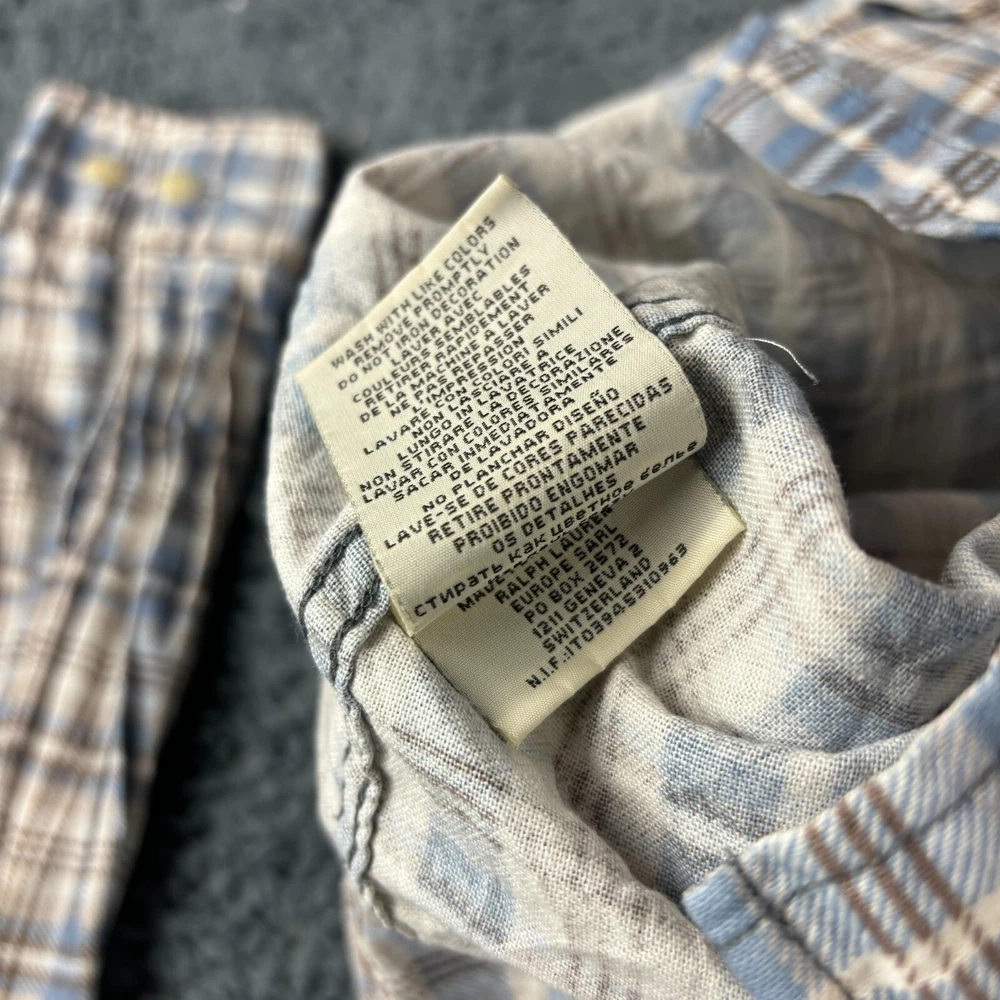 WASH WITH LIKE COLORS
REMOVE PROMPTLY
DO NOT IRON DECORATION
LAVER AVEC
COULEURS SEMBLABLES
RETIRER RAPIDEMENT
DE LA MACHINE A LAVER
NE PAS REPASSER
L'IMPRESSION
LAVARE CON COLORI SIMILI
NON LASCIARE A
LUNGO IN LAVATRICE
NON STIRARE LA DECORAZIONE
LAVAR CON COLORES SIMILARES
SACAR INMEDIATAMENTE
DE LAVADORA
NO PLANCHAR DISEÑO
LAVE-SE DE CORES PARECIDAS
RETIRE PRONTAMENTE
PROIBIDO ENGOMAR
OS DETALHES
СТИРАТЬ КАК ЦВЕТНОЕ БЕЛЬЕ
RALPH LAUREN
EUROPE SARL
PO BOX 2672
1211 GENEVA 2
SWITZERLAND
N.I.F.:IT03945310963